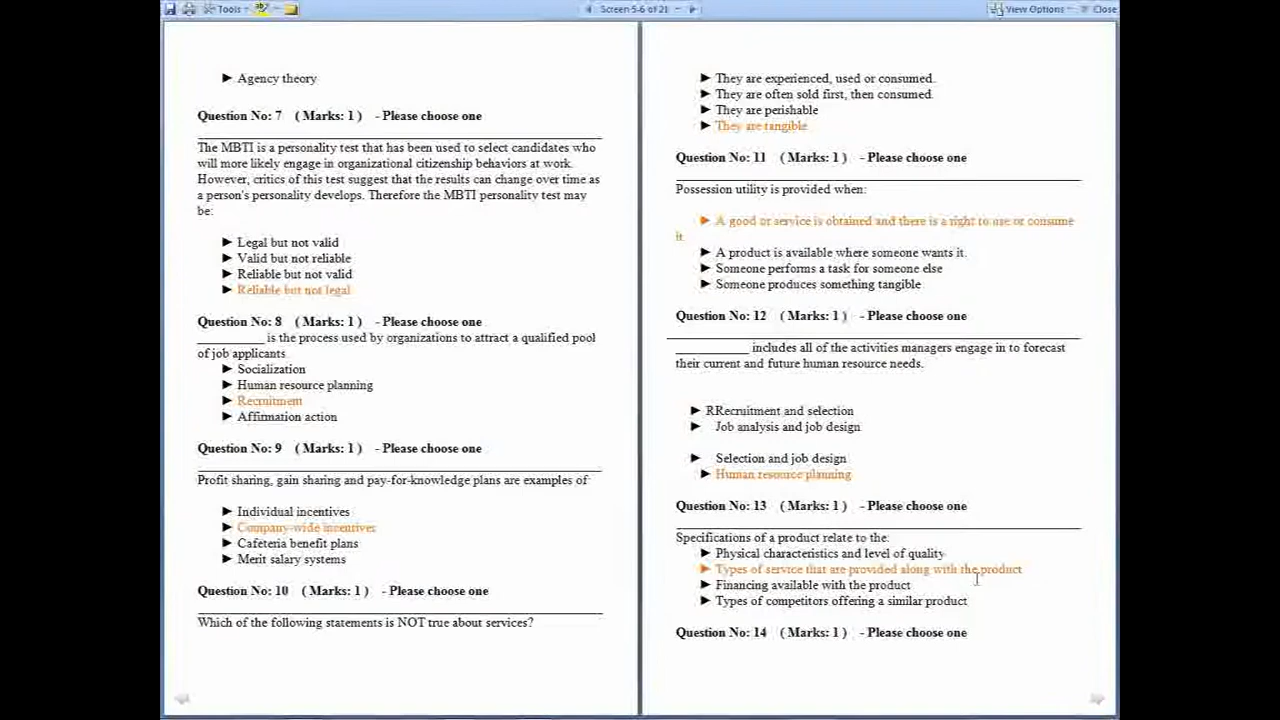 Tools
Screen 5-6 of 21
View Options
Close
► Agency theory
Question No: 7 ( Marks: 1 ) - Please choose one
The MBTI is a personality test that has been used to select candidates who
will more likely engage in organizational citizenship behaviors at work.
However, critics of this test suggest that the results can change over time as
a person's personality develops. Therefore the MBTI personality test may
be:
► Legal but not valid
► Valid but not reliable
► Reliable but not valid
► Reliable but not legal
Question No: 8 ( Marks: 1 ) - Please choose one
__________ is the process used by organizations to attract a qualified pool
of job applicants
► Socialization
► Human resource planning
► Recruitment
► Affirmation action
Question No: 9 ( Marks: 1 ) - Please choose one
Profit sharing, gain sharing and pay-for-knowledge plans are examples of
► Individual incentives
► Company-wide incentives
► Cafeteria benefit plans
► Merit salary systems
Question No: 10 ( Marks: 1 ) - Please choose one
Which of the following statements is NOT true about services?
► They are experienced, used or consumed.
► They are often sold first, then consumed.
► They are perishable
► They are tangible
Question No: 11 ( Marks: 1 ) - Please choose one
Possession utility is provided when:
► A good or service is obtained and there is a right to use or consume
it.
► A product is available where someone wants it.
► Someone performs a task for someone else
► Someone produces something tangible
Question No: 12 ( Marks: 1 ) - Please choose one
___________ includes all of the activities managers engage in to forecast
their current and future human resource needs.
► RRecruitment and selection
► Job analysis and job design
► Selection and job design
► Human resource planning
Question No: 13 ( Marks: 1 ) - Please choose one
Specifications of a product relate to the:
► Physical characteristics and level of quality
► Types of service that are provided along with the product
► Financing available with the product
► Types of competitors offering a similar product
Question No: 14 ( Marks: 1 ) - Please choose one